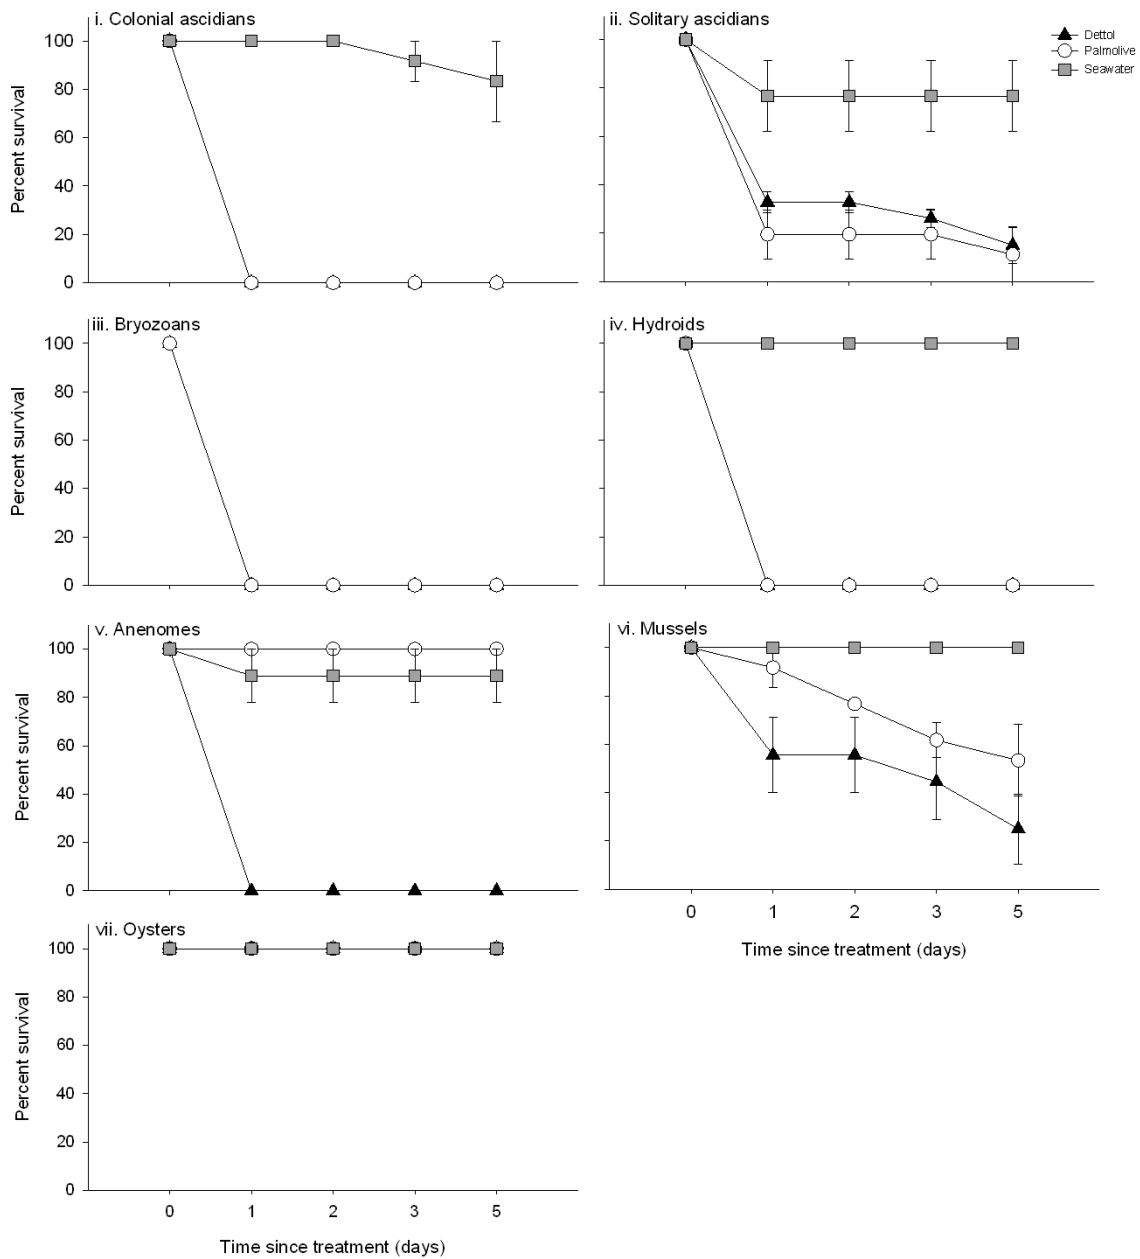 i. Colonial ascidians
Percent survival
100
80
60
40
20
0
ii. Solitary ascidians
Dettol
Palmolive
Seawater
iii. Bryozoans
Percent survival
100
80
60
40
20
0
iv. Hydroids
v. Anenomes
Percent survival
100
80
60
40
20
0
vi. Mussels
0 1 2 3 5
Time since treatment (days)
vii. Oysters
Percent survival
100
80
60
40
20
0
0 1 2 3 5
Time since treatment (days)